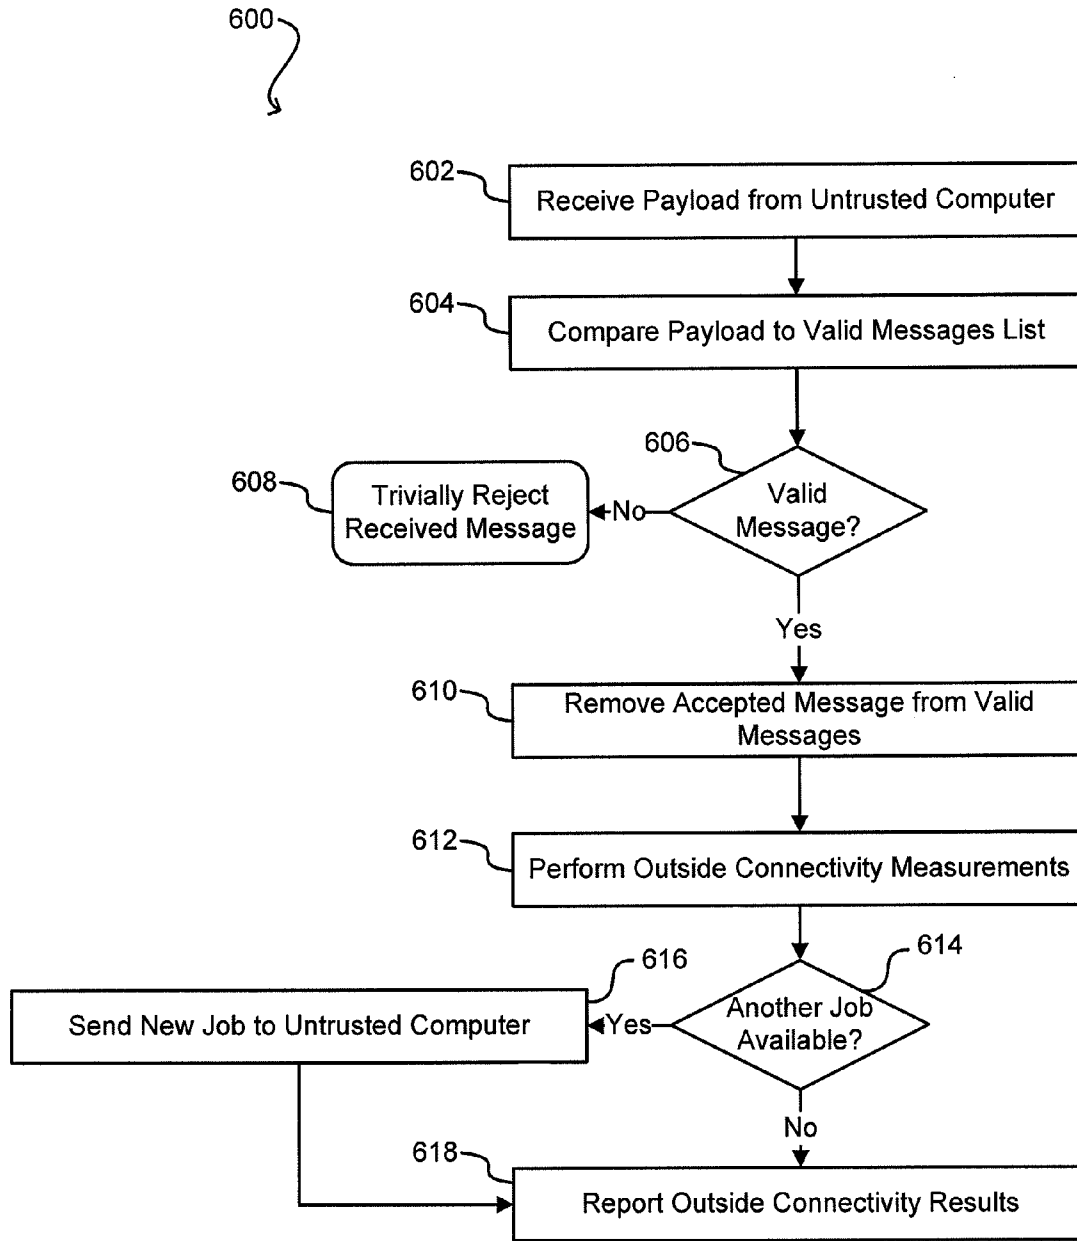 600
602
Receive Payload from Untrusted Computer
604
Compare Payload to Valid Messages List
606
Valid
Message?
608
Trivially Reject
Received Message
No
Yes
610
Remove Accepted Message from Valid
Messages
612
Perform Outside Connectivity Measurements
614
Another Job
Available?
616
Send New Job to Untrusted Computer
Yes
No
618
Report Outside Connectivity Results